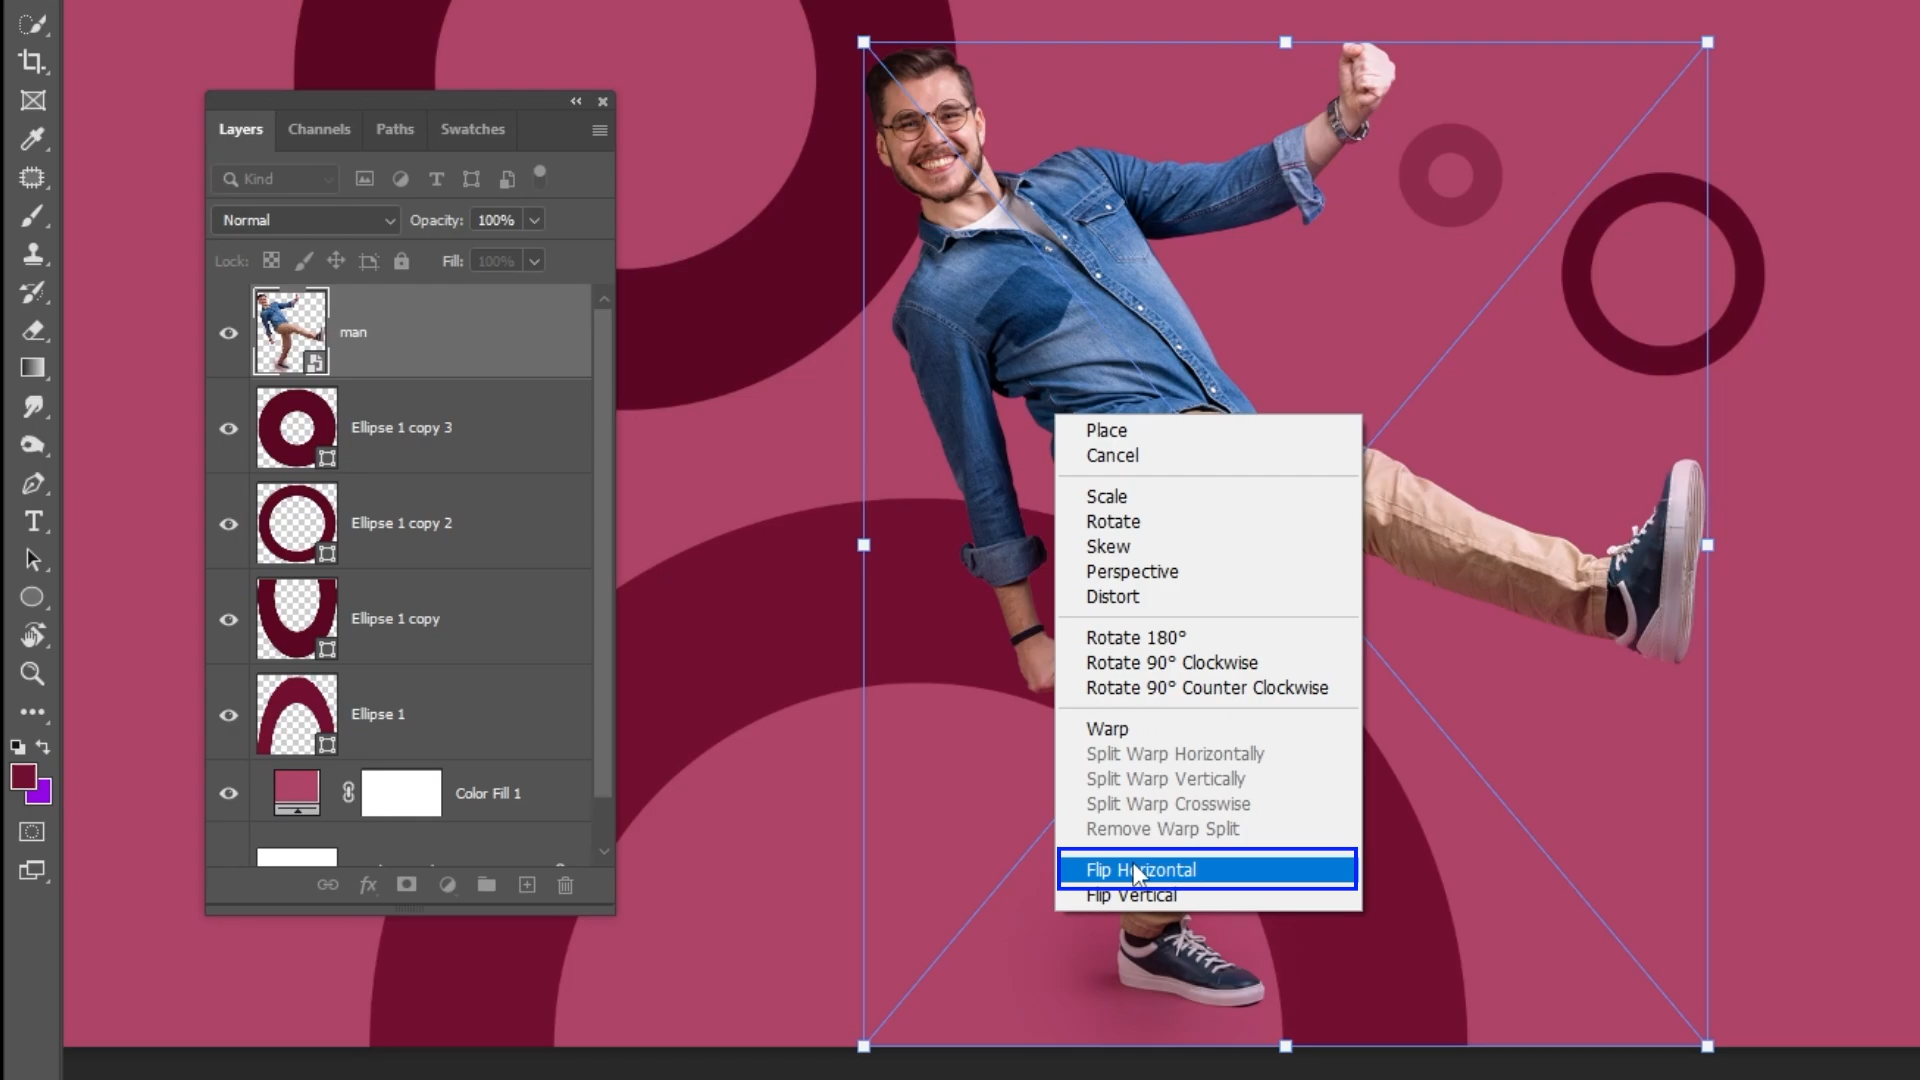 Layers
Channels
Paths
Swatches
Kind
Normal
Opacity: 100%
Lock:
Fill: 100%
man
Ellipse 1 copy 3
Ellipse 1 copy 2
Ellipse 1 copy
Ellipse 1
Color Fill 1
fx
Place
Cancel
Scale
Rotate
Skew
Perspective
Distort
Rotate 180°
Rotate 90° Clockwise
Rotate 90° Counter Clockwise
Warp
Split Warp Horizontally
Split Warp Vertically
Split Warp Crosswise
Remove Warp Split
Flip Horizontal
Flip Vertical